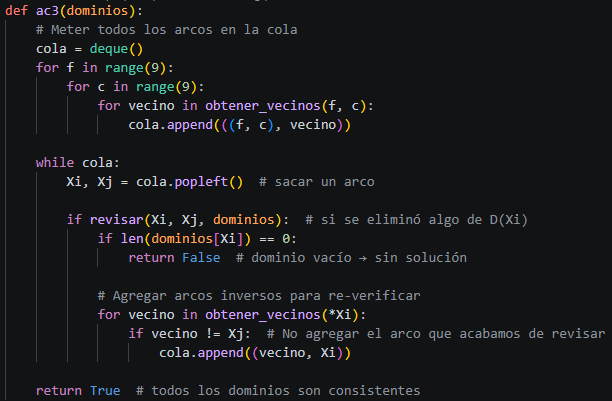 def ac3(dominios):
    # Meter todos los arcos en la cola
    cola = deque()
    for f in range(9):
        for c in range(9):
            for vecino in obtener_vecinos(f, c):
                cola.append(((f, c), vecino))

    while cola:
        Xi, Xj = cola.popleft()  # sacar un arco

        if revisar(Xi, Xj, dominios):  # si se eliminó algo de D(Xi)
            if len(dominios[Xi]) == 0:
                return False  # dominio vacío → sin solución

            # Agregar arcos inversos para re-verificar
            for vecino in obtener_vecinos(*Xi):
                if vecino != Xj:  # No agregar el arco que acabamos de revisar
                    cola.append((vecino, Xi))

    return True  # todos los dominios son consistentes